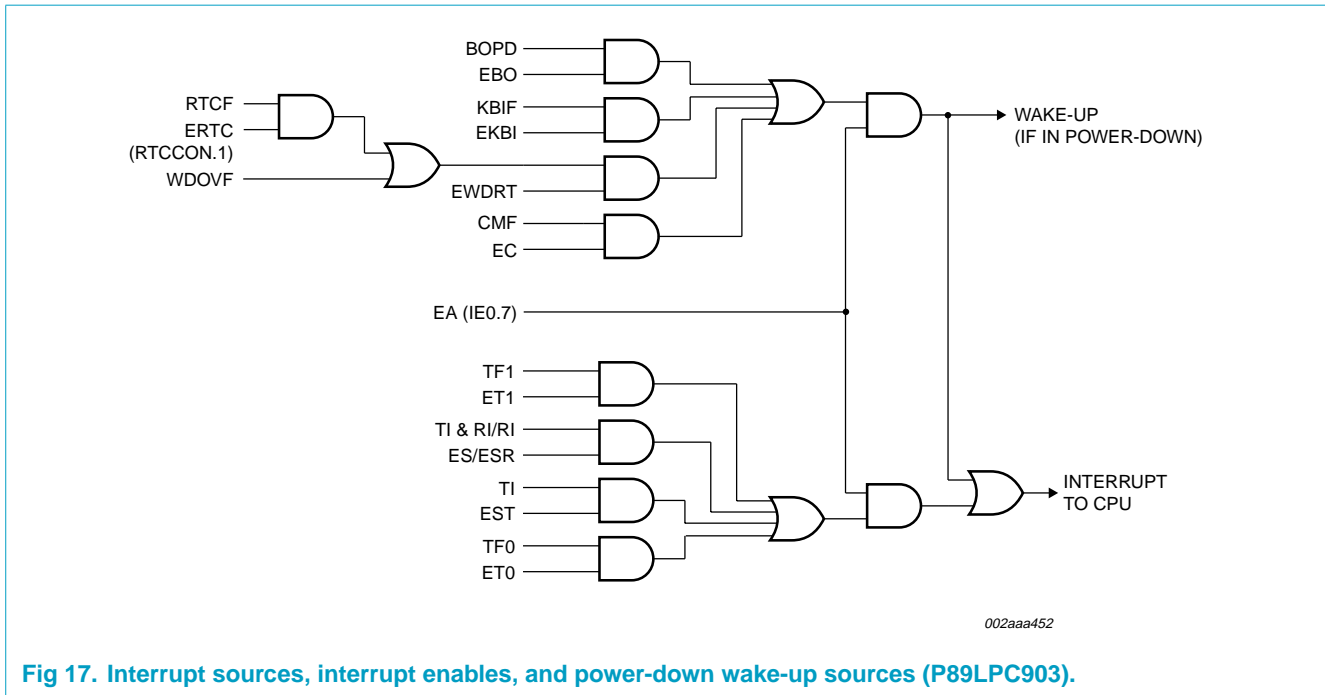 BOPD
EBO
RTCF
ERTC
(RTCCON.1)
WDOVF
KBIF
EKBI
EWDRT
CMF
EC
WAKE-UP
(IF IN POWER-DOWN)
EA (IE0.7)
TF1
ET1
TI & RI/RI
ES/ESR
TI
EST
TF0
ET0
INTERRUPT
TO CPU
002aaa452
Fig 17. Interrupt sources, interrupt enables, and power-down wake-up sources (P89LPC903).